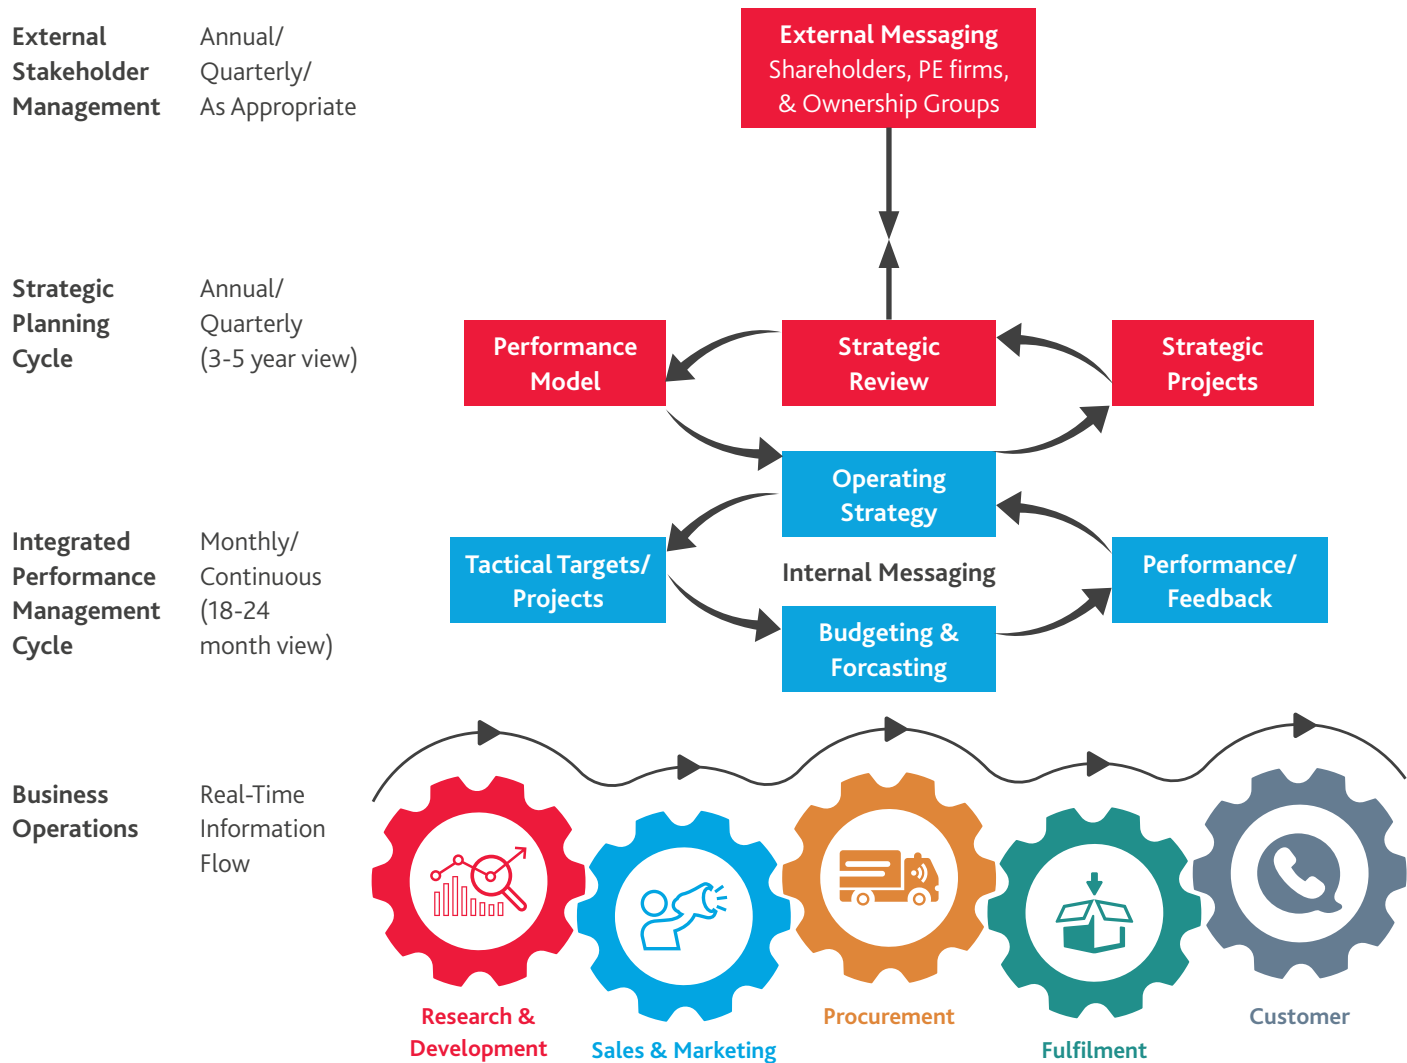 External
Stakeholder
Management
Annual/
Quarterly/
As Appropriate
External Messaging
Shareholders, PE firms,
& Ownership Groups
Strategic
Planning
Cycle
Annual/
Quarterly
(3-5 year view)
Performance
Model
Strategic
Review
Strategic
Projects
Operating
Strategy
Integrated
Performance
Management
Cycle
Monthly/
Continuous
(18-24
month view)
Tactical Targets/
Projects
Internal Messaging
Performance/
Feedback
Budgeting &
Forcasting
Business
Operations
Real-Time
Information
Flow
Research &
Development
Sales & Marketing
Procurement
Fulfilment
Customer